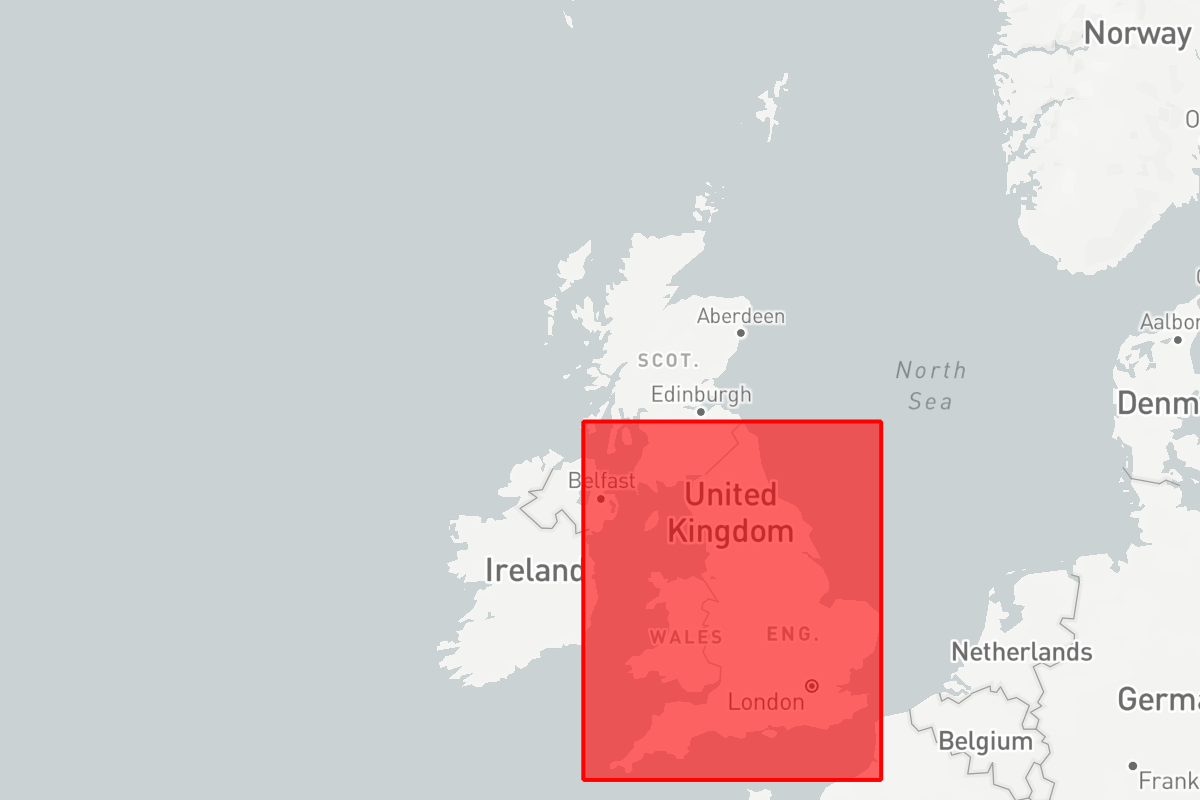 Norway
O
Aberdeen
SCOT.
Aalbor
North
Sea
Edinburgh
Denm
Belfast
United
Kingdom
Ireland
WALES
ENG.
Netherlands
London
Germa
Belgium
Frank